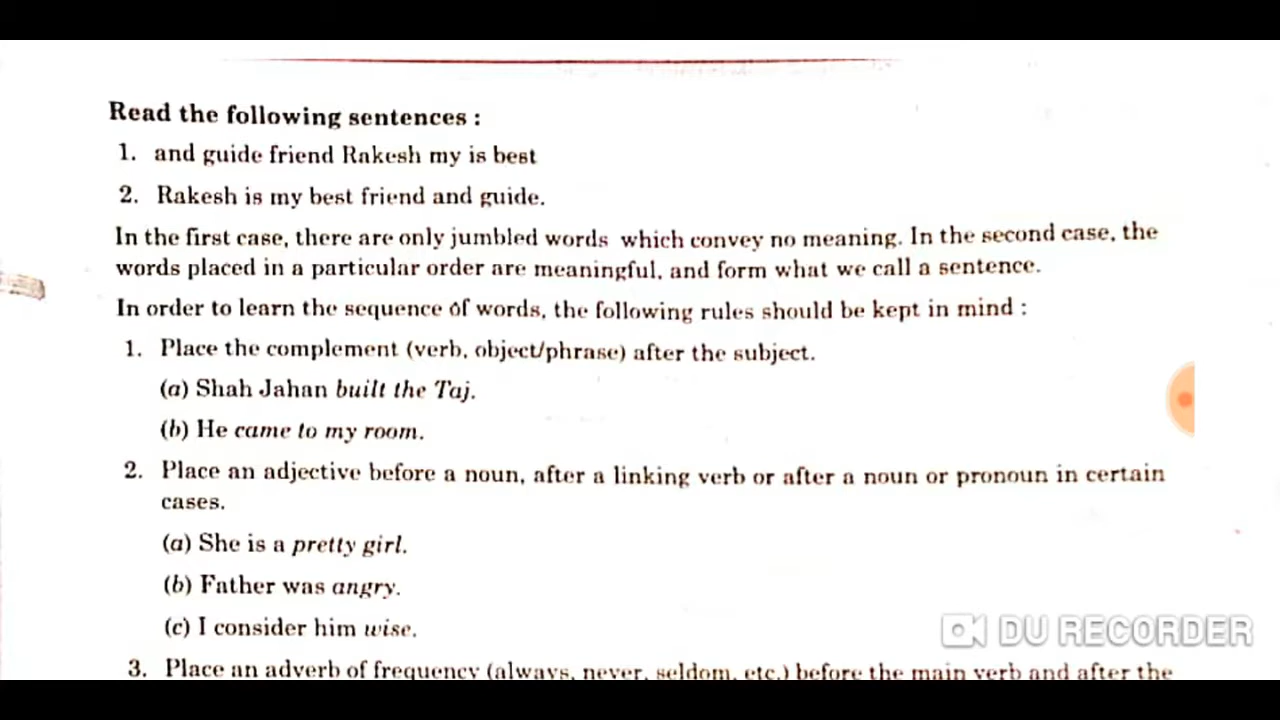 Read the following sentences :
1. and guide friend Rakesh my is best
2. Rakesh is my best friend and guide.
In the first case, there are only jumbled words which convey no meaning. In the second case, the
words placed in a particular order are meaningful, and form what we call a sentence.
In order to learn the sequence of words, the following rules should be kept in mind :
1. Place the complement (verb, object/phrase) after the subject.
(a) Shah Jahan built the Taj.
(b) He came to my room.
2. Place an adjective before a noun, after a linking verb or after a noun or pronoun in certain
cases.
(a) She is a pretty girl.
(b) Father was angry.
(c) I consider him wise.
DU RECORDER
3. Place an adverb of frequency (always, never, seldom, etc.) before the main verb and after the